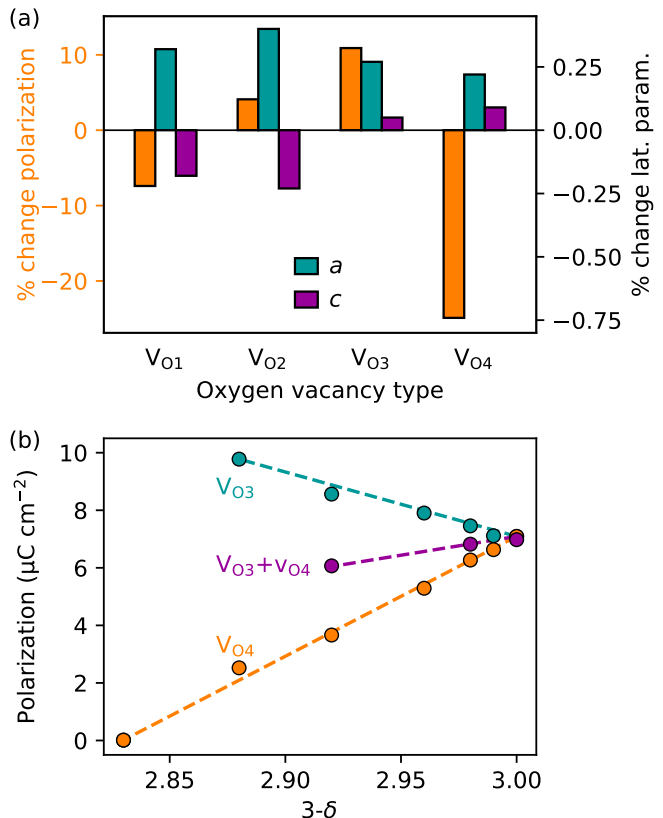 (a)
% change polarization
10
0
−10
−20
0.25
0.00
−0.25
−0.50
−0.75
% change lat. param.
a
c
VO1 VO2 VO3 VO4
Oxygen vacancy type
(b)
Polarization (μC cm−2)
10
8
6
4
2
0
VO3
VO3+vO4
VO4
2.85 2.90 2.95 3.00
3-δ